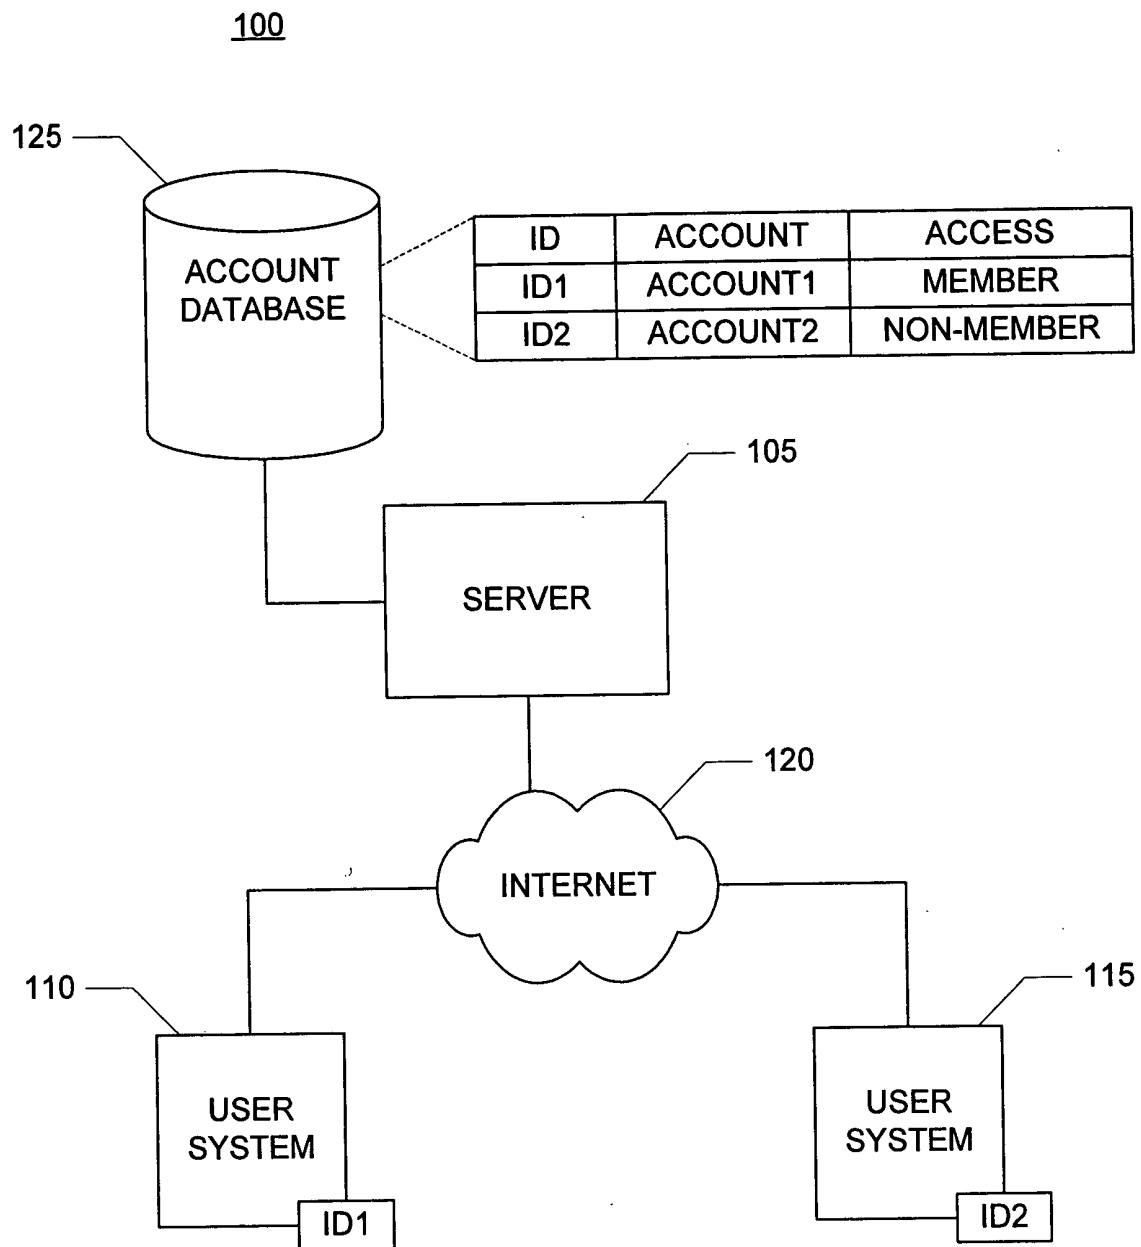 100
125
ACCOUNT
DATABASE
ID ACCOUNT ACCESS
ID1 ACCOUNT1 MEMBER
ID2 ACCOUNT2 NON-MEMBER
105
SERVER
120
INTERNET
110
USER
SYSTEM
ID1
115
USER
SYSTEM
ID2